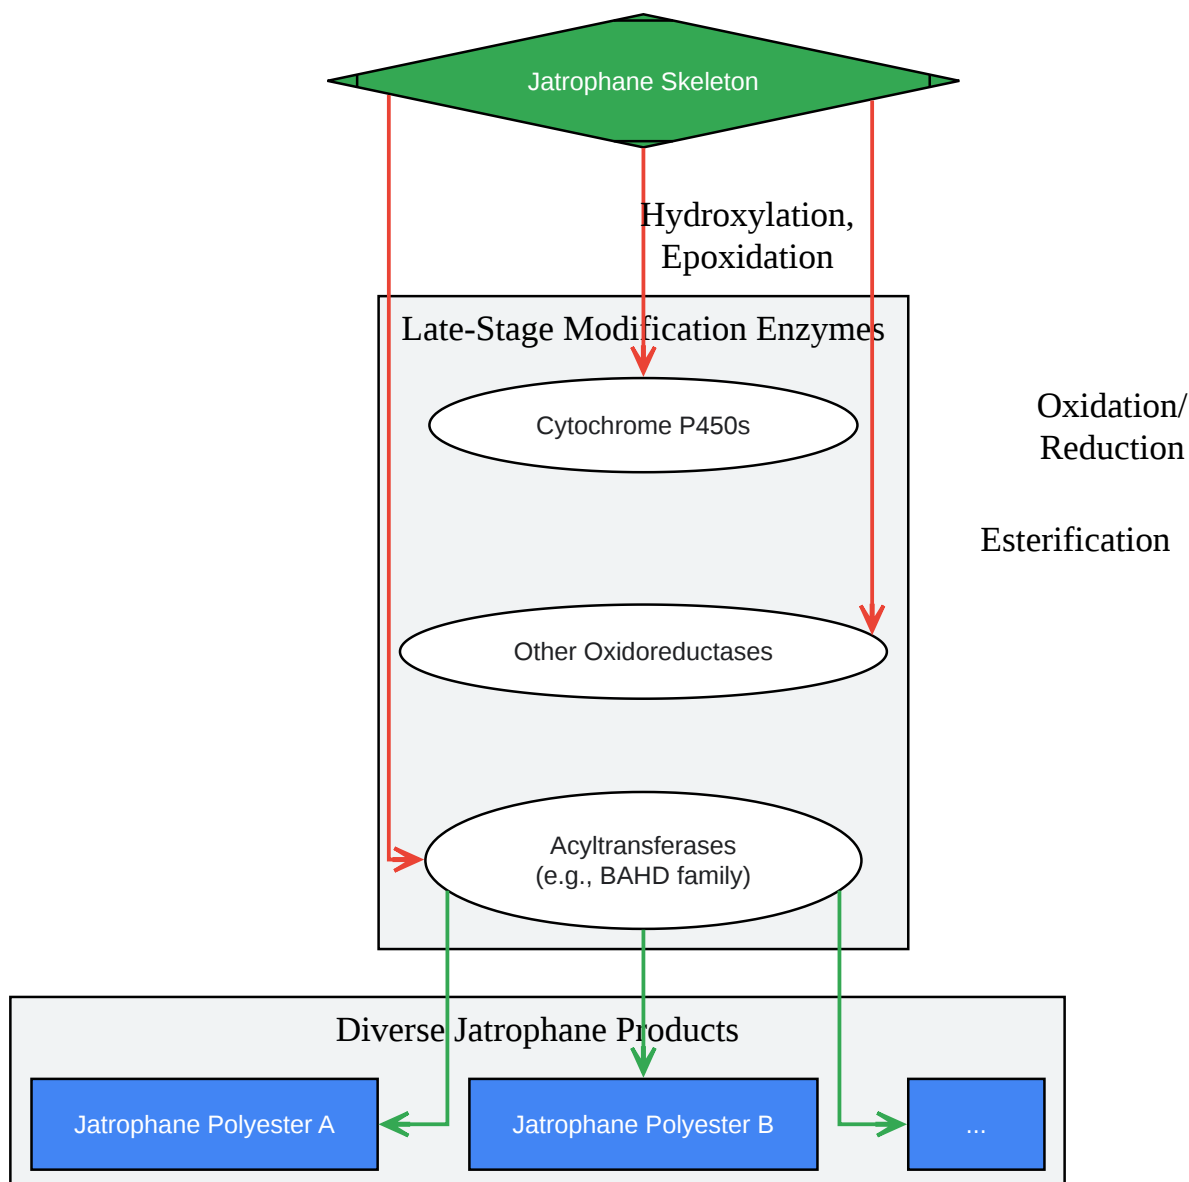 Jatrophane Skeleton
Hydroxylation,
Epoxidation
Late-Stage Modification Enzymes
Cytochrome P450s
Oxidation/
Reduction
Esterification
Other Oxidoreductases
Acyltransferases
(e.g., BAHD family)
Diverse Jatrophane Products
Jatrophane Polyester A
Jatrophane Polyester B
...